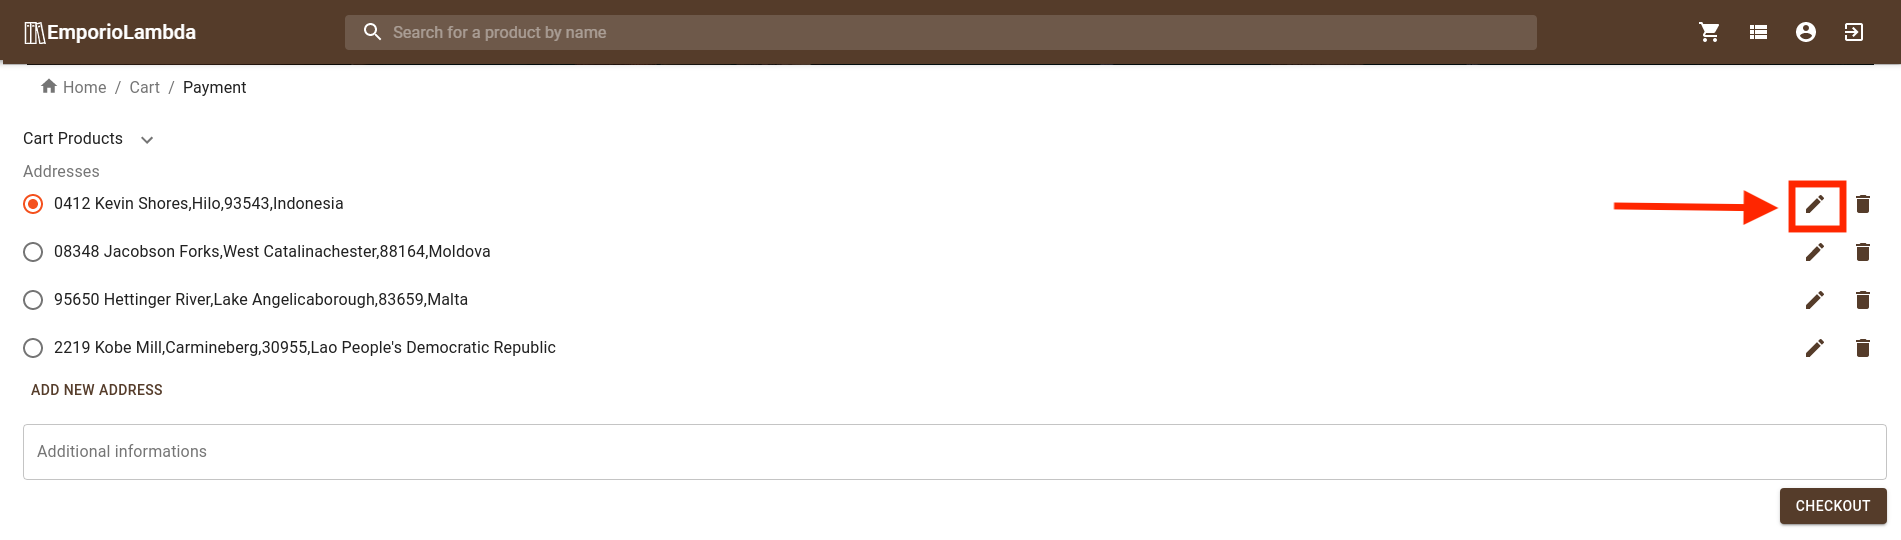 EmporioLambda
Search for a product by name
Home / Cart / Payment
Cart Products
Addresses
0412 Kevin Shores,Hilo,93543,Indonesia
08348 Jacobson Forks,West Catalinachester,88164,Moldova
95650 Hettinger River,Lake Angelicaborough,83659,Malta
2219 Kobe Mill,Carmineberg,30955,Lao People's Democratic Republic
ADD NEW ADDRESS
Additional informations
CHECKOUT